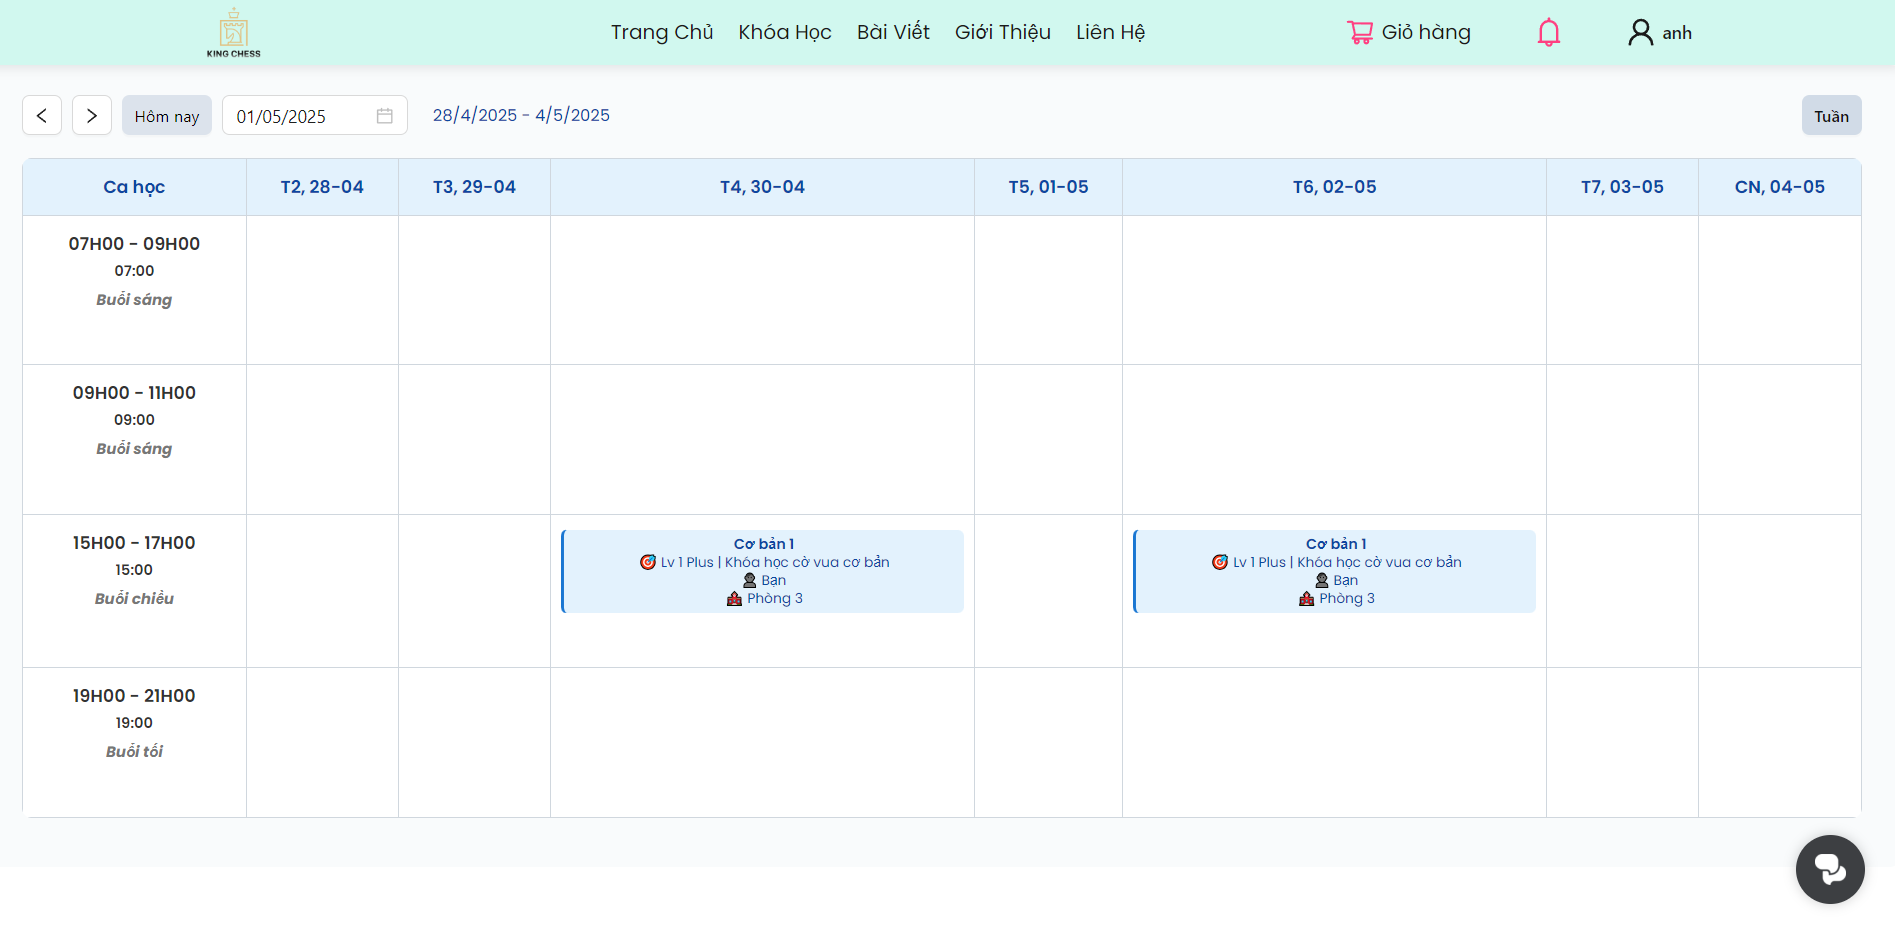 KING CHESS
Trang Chủ Khóa Học Bài Viết Giới Thiệu Liên Hệ
Giỏ hàng
anh
Hôm nay
01/05/2025
28/4/2025 - 4/5/2025
Tuần
Ca học T2, 28-04 T3, 29-04 T4, 30-04 T5, 01-05 T6, 02-05 T7, 03-05 CN, 04-05
07H00 - 09H00
07:00
Buổi sáng
09H00 - 11H00
09:00
Buổi sáng
15H00 - 17H00
15:00
Buổi chiều
Cơ bản 1
Lv 1 Plus | Khóa học cờ vua cơ bản
Bạn
Phòng 3
Cơ bản 1
Lv 1 Plus | Khóa học cờ vua cơ bản
Bạn
Phòng 3
19H00 - 21H00
19:00
Buổi tối